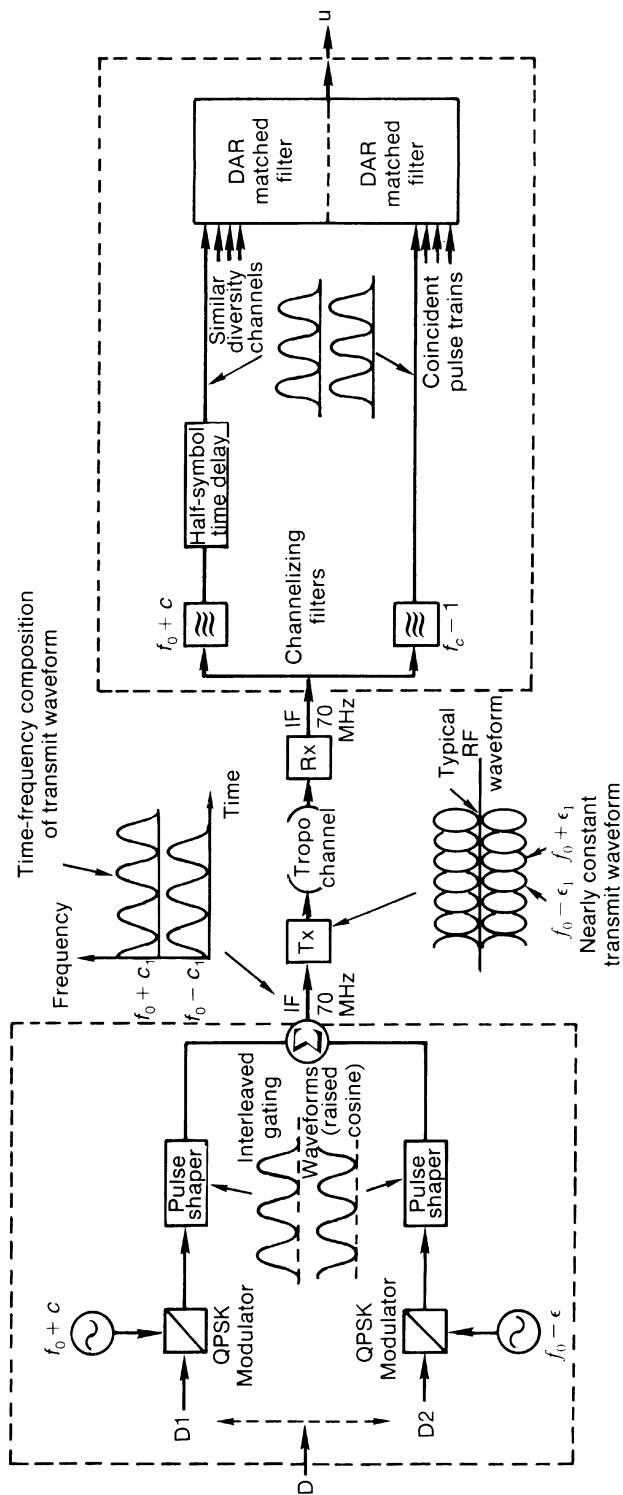 D
D1
D2
f₀ + c
QPSK
Modulator
Pulse
shaper
Interleaved
gating
Waveforms
(raised
cosine)
QPSK
Modulator
Pulse
shaper
f₀ − ϵ
Σ
IF
70
MHz
Frequency
f₀ + c₁
f₀ − c₁
Time
Time-frequency composition
of transmit waveform
Tx
Tropo
channel
Rx
IF
70
MHz
Typical
RF
waveform
f₀ − ϵ₁ f₀ + ϵ₁
Nearly constant
transmit waveform
f₀ + c
Channelizing
filters
f꜀ − 1
Half-symbol
time delay
Similar
diversity
channels
Coincident
pulse trains
DAR
matched
filter
DAR
matched
filter
u